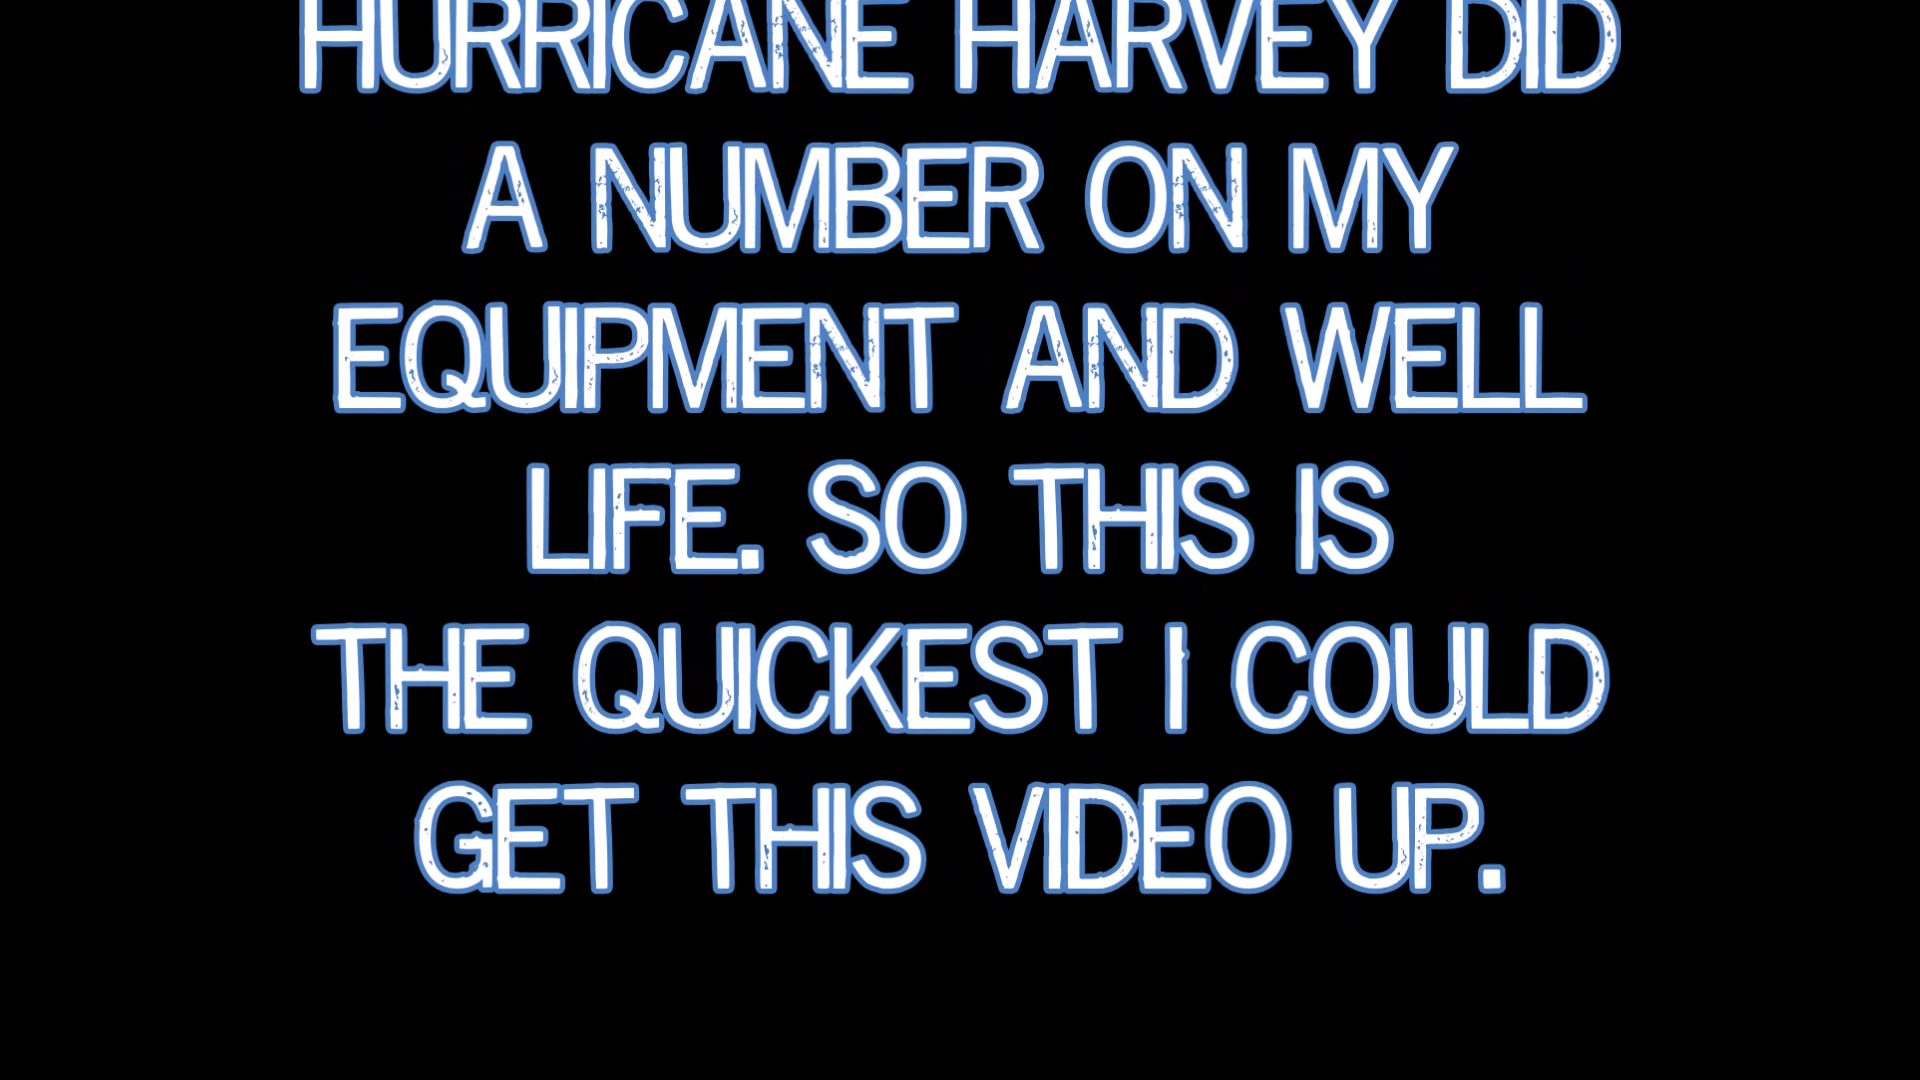 HURRICANE HARVEY DID
A NUMBER ON MY
EQUIPMENT AND WELL
LIFE. SO THIS IS
THE QUICKEST I COULD
GET THIS VIDEO UP.